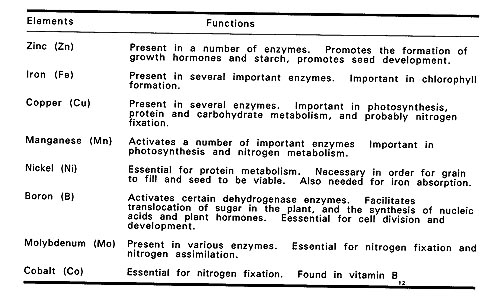 Elements Functions
Zinc (Zn) Present in a number of enzymes. Promotes the formation of
growth hormones and starch, promotes seed development.
Iron (Fe) Present in several important enzymes. Important in chlorophyll
formation.
Copper (Cu) Present in several enzymes. Important in photosynthesis,
protein and carbohydrate metabolism, and probably nitrogen
fixation.
Manganese (Mn) Activates a number of important enzymes Important in
photosynthesis and nitrogen metabolism.
Nickel (Ni) Essential for protein metabolism. Necessary in order for grain
to fill and seed to be viable. Also needed for iron absorption.
Boron (B) Activates certain dehydrogenase enzymes. Facilitates
translocation of sugar in the plant, and the synthesis of nucleic
acids and plant hormones. Eessential for cell division and
development.
Molybdenum (Mo) Present in various enzymes. Essential for nitrogen fixation and
nitrogen assimilation.
Cobalt (Co) Essential for nitrogen fixation. Found in vitamin B
12